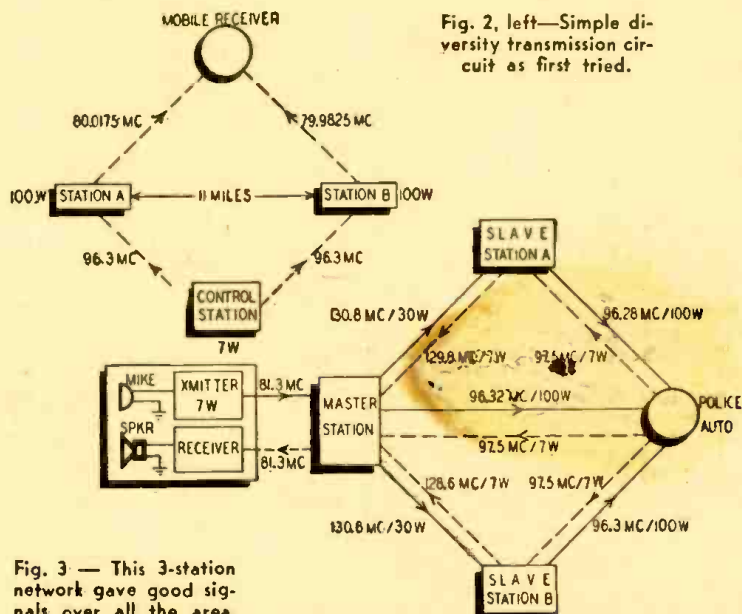 MOBILE RECEIVER
Fig. 2, left—Simple di-
versity transmission cir-
cuit as first tried.
80.0175 MC
79.9825 MC
100W
STATION A
11 MILES
STATION B
100W
96.3 MC
96.3 MC
CONTROL
STATION
7W
SLAVE
STATION A
130.8 MC/30W
129.8 MC/7W
97.5 MC/7W
96.28 MC/100W
MIKE
XMITTER
7W
81.3 MC
SPKR
RECEIVER
81.3 MC
MASTER
STATION
96.32 MC/100W
97.5 MC/7W
POLICE
AUTO
128.6 MC/7W
97.5 MC/7W
130.8 MC/30W
96.3 MC/100W
SLAVE
STATION B
Fig. 3 — This 3-station
network gave good sig-
nals over all the area.